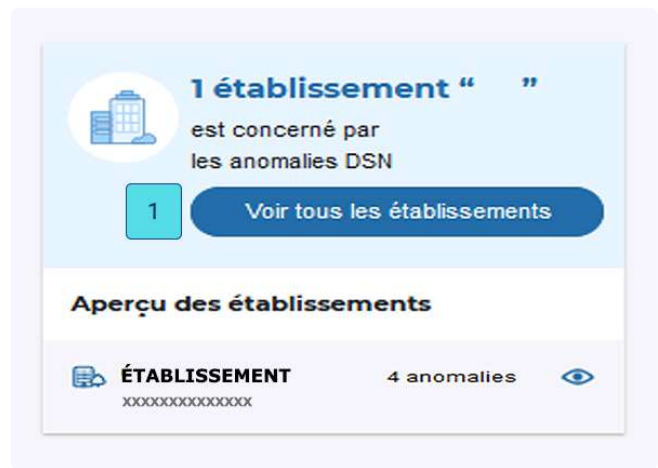 1 établissement “ ”
est concerné par
les anomalies DSN
1
Voir tous les établissements
Aperçu des établissements
ÉTABLISSEMENT 4 anomalies
xxxxxxxxxxxxxx